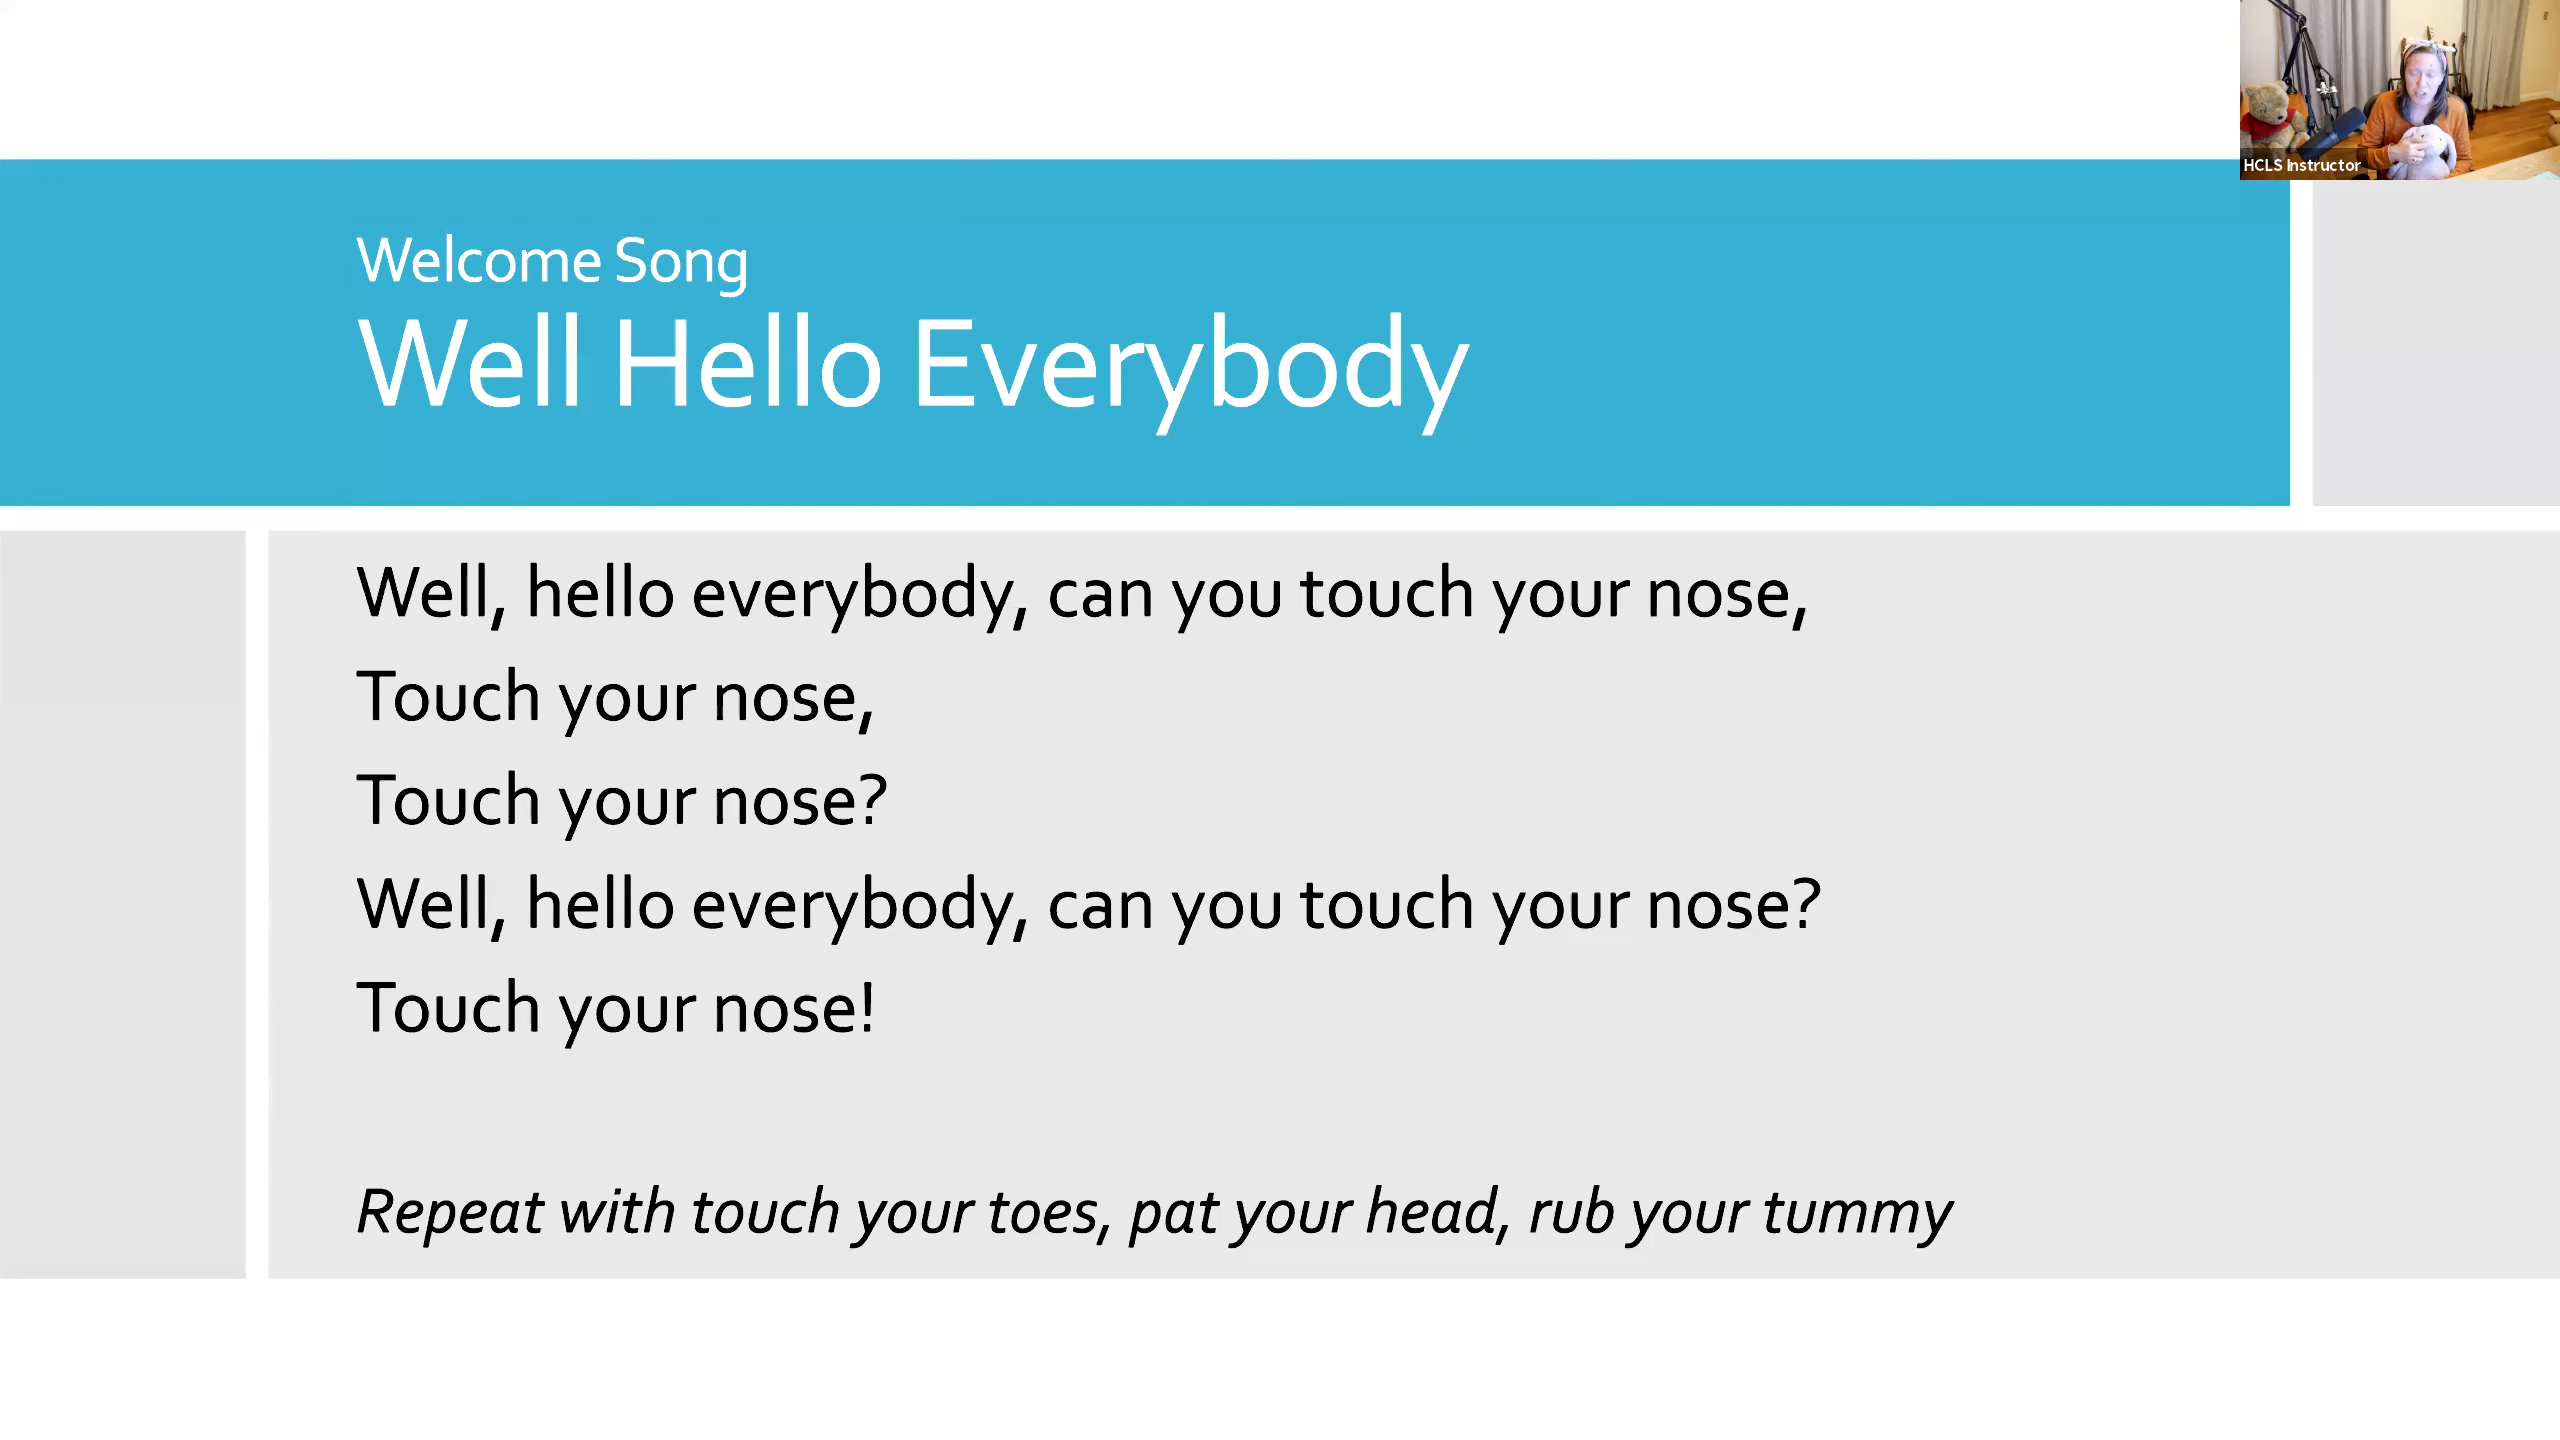 Welcome Song
Well Hello Everybody
Well, hello everybody, can you touch your nose,
Touch your nose,
Touch your nose?
Well, hello everybody, can you touch your nose?
Touch your nose!
Repeat with touch your toes, pat your head, rub your tummy
HCLS Instructor